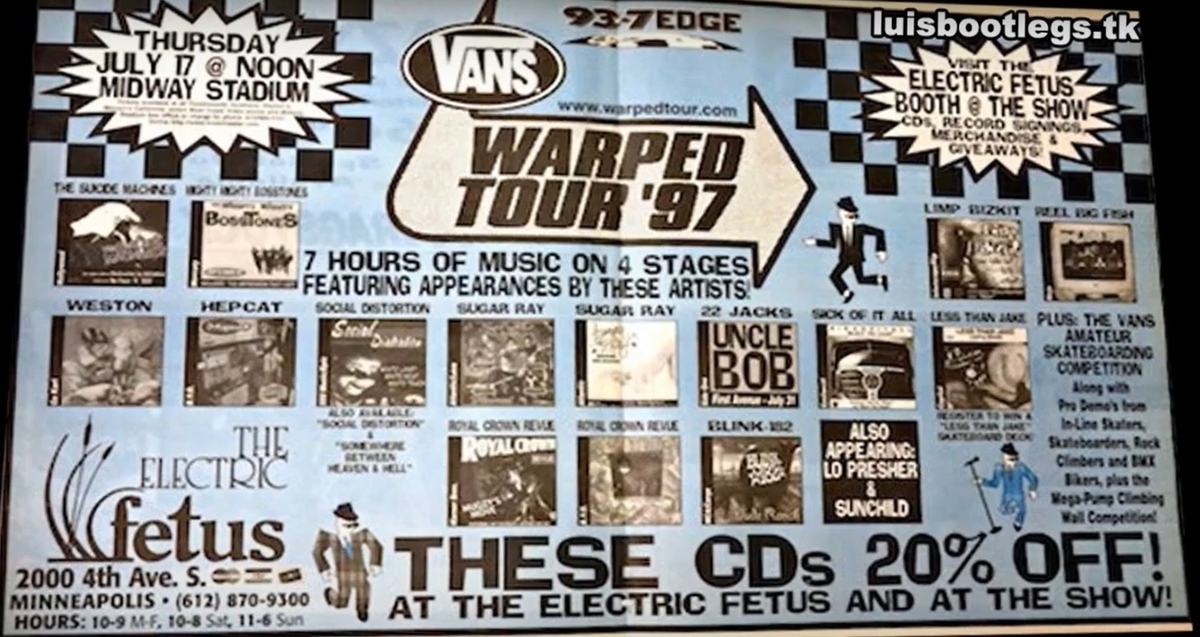 93.7 EDGE
luisbootlegs.tk
THURSDAY
JULY 17 @ NOON
MIDWAY STADIUM
VANS
www.warpedtour.com
WARPED
TOUR '97
VISIT THE
ELECTRIC FETUS
BOOTH @ THE SHOW
CDS, RECORD SIGNINGS,
MERCHANDISE &
GIVEAWAYS!
7 HOURS OF MUSIC ON 4 STAGES
FEATURING APPEARANCES BY THESE ARTISTS!
THE SUICIDE MACHINES
MIGHTY MIGHTY BOSSTONES
BOSSTONES
LIMP BIZKIT
REEL BIG FISH
WESTON
HEPCAT
SOCIAL DISTORTION
Social
SUGAR RAY
SUGAR RAY
22 JACKS
UNCLE
BOB
First Avenue - July 31
SICK OF IT ALL
LESS THAN JAKE
ALSO AVAILABLE:
"SOCIAL DISTORTION"
&
"SOMEWHERE
BETWEEN
HEAVEN & HELL"
REGISTER TO WIN A
"LESS THAN JAKE"
SKATEBOARD DECK!
PLUS: THE VANS
AMATEUR
SKATEBOARDING
COMPETITION
Along with
Pro Demo's from
In-Line Skaters,
Skateboarders, Rock
Climbers and BMX
Bikers, plus the
Mega-Pump Climbing
Wall Competition!
ROYAL CROWN REVUE
ROYAL CROWN
ROYAL CROWN REVUE
BLINK-182
ALSO
APPEARING:
LO PRESHER
&
SUNCHILD
THE
ELECTRIC
fetus
2000 4th Ave. S.
MINNEAPOLIS • (612) 870-9300
HOURS: 10-9 M-F, 10-8 Sat, 11-6 Sun
THESE CDs 20% OFF!
AT THE ELECTRIC FETUS AND AT THE SHOW!